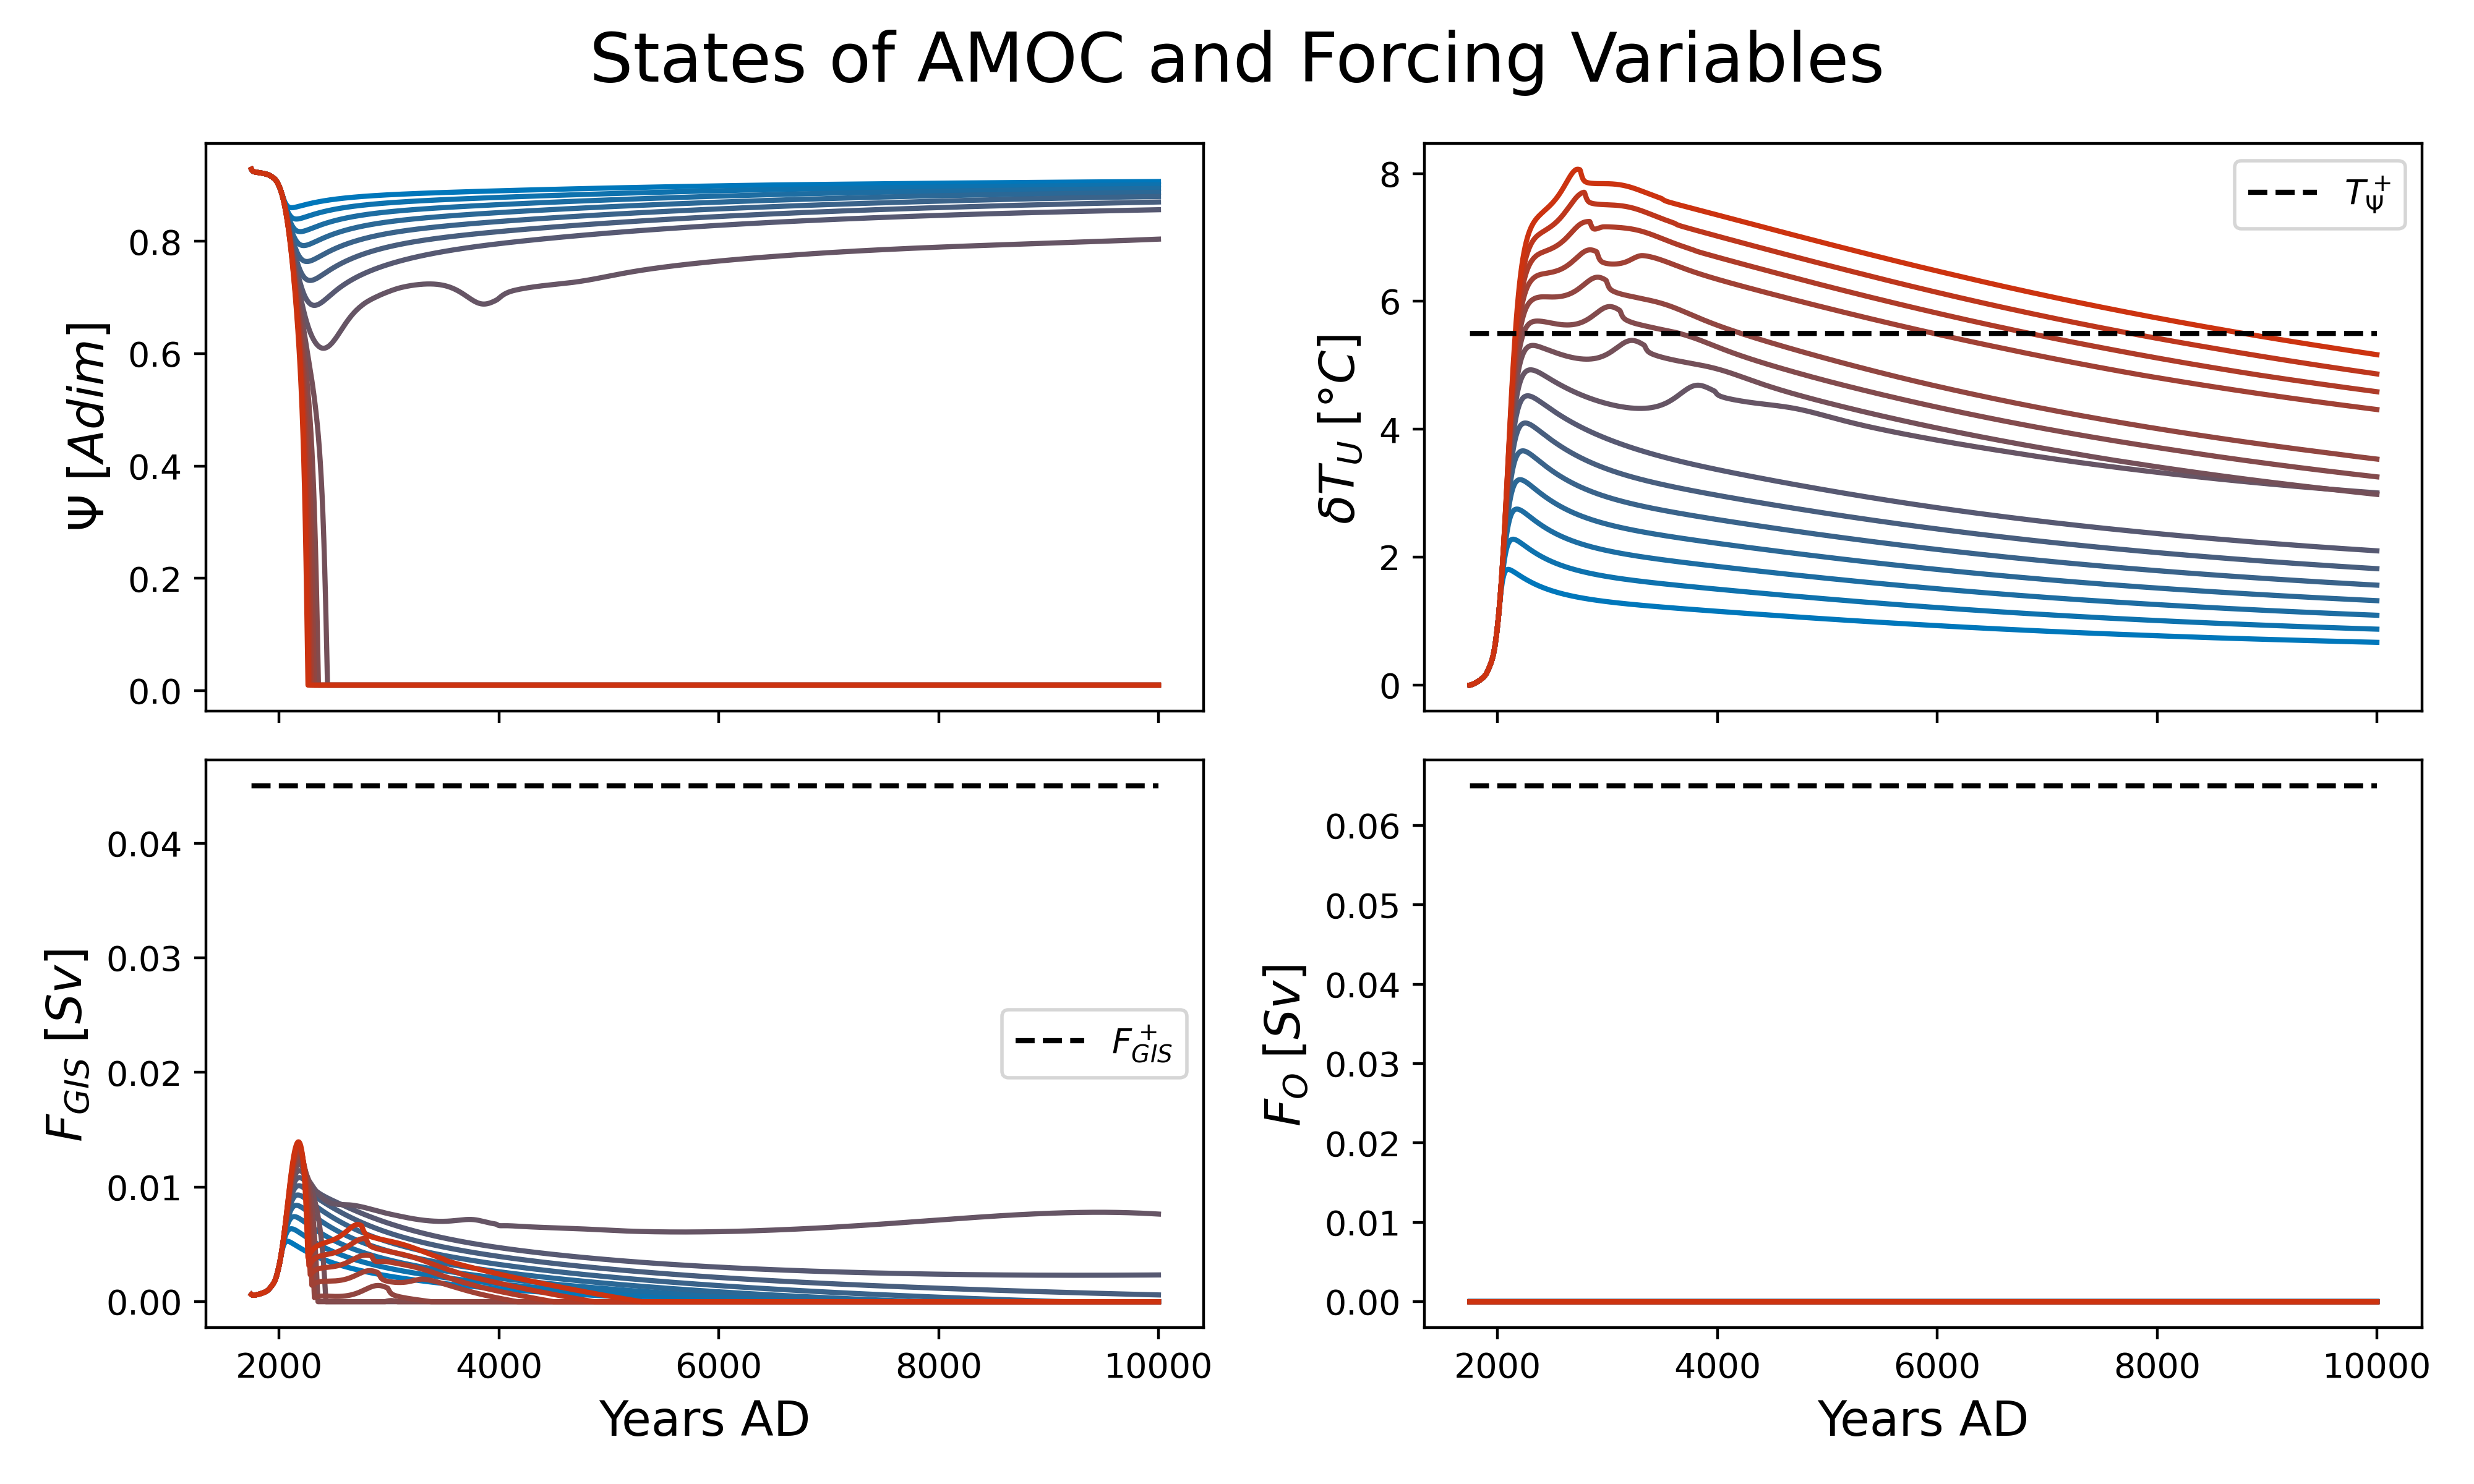 States of AMOC and Forcing Variables
Ψ [Adim]
0.8
0.6
0.4
0.2
0.0
δT_U [°C]
8
6
4
2
0
T_Ψ^+
F_GIS [Sv]
0.04
0.03
0.02
0.01
0.00
F_GIS^+
2000 4000 6000 8000 10000
Years AD
F_O [Sv]
0.06
0.05
0.04
0.03
0.02
0.01
0.00
2000 4000 6000 8000 10000
Years AD